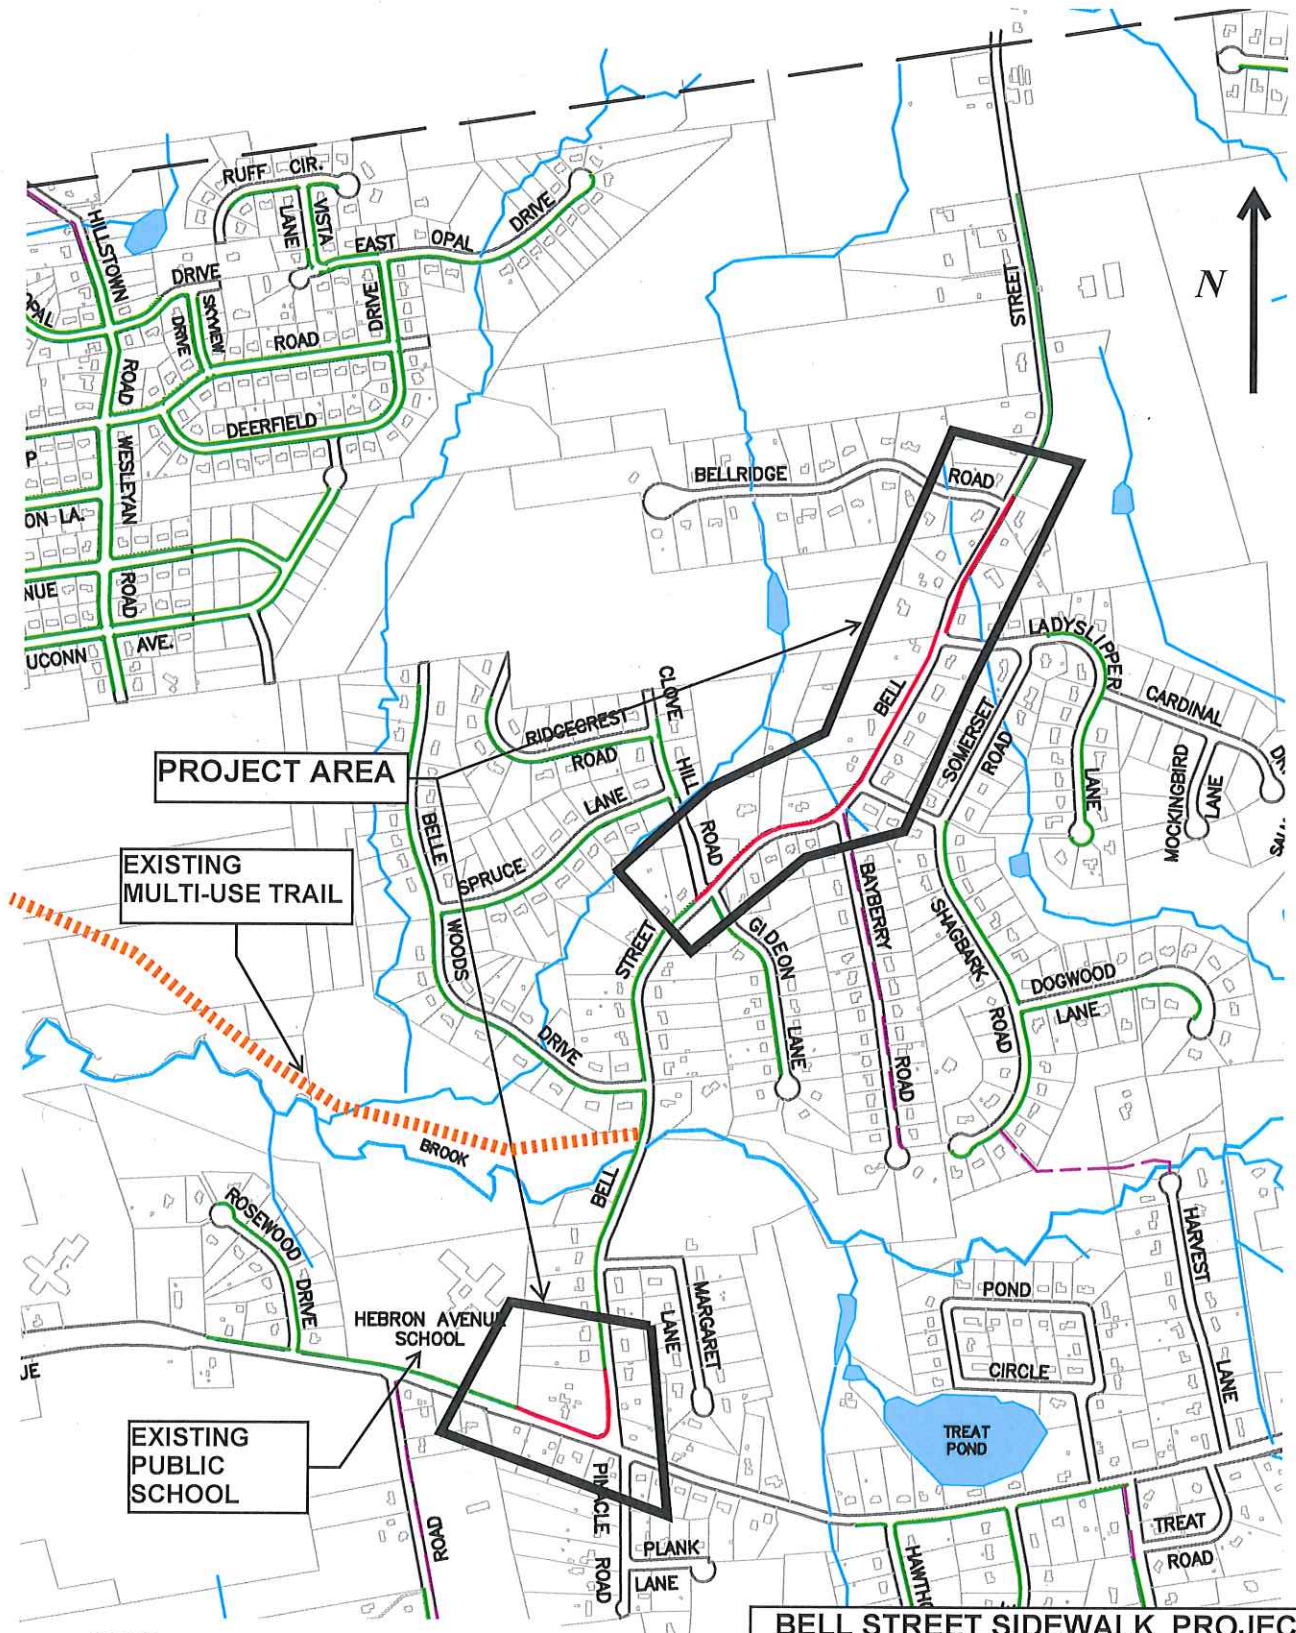 RUFF CIR.
VISTA
LANE
EAST OPAL DRIVE
HILLSTOWN
ROAD
OPAL
DRIVE
SKYVIEW
DRIVE
ROAD
DRIVE
DEERFIELD
WESLEYAN
ROAD
P
ON LA.
NUE
UCONN AVE.
STREET
N
BELLRIDGE ROAD
LADYSLIPPER
LANE
CARDINAL
MOCKINGBIRD
LANE
BELL
SOMERSET
ROAD
CLOVE
HILL
ROAD
RIDGECREST
ROAD
PROJECT AREA
BELLE
WOODS
DRIVE
SPRUCE LANE
EXISTING
MULTI-USE TRAIL
STREET
GIDEON
LANE
BAYBERRY
ROAD
SHAGBARK
ROAD
DOGWOOD
LANE
BROOK
BELL
ROSEWOOD
DRIVE
HARVEST
LANE
MARGARET
LANE
POND
CIRCLE
HEBRON AVENUE
SCHOOL
UE
TREAT
POND
EXISTING
PUBLIC
SCHOOL
ROAD
PINACLE
ROAD
PLANK
LANE
TREAT
ROAD
BELL STREET SIDEWALK PROJEC